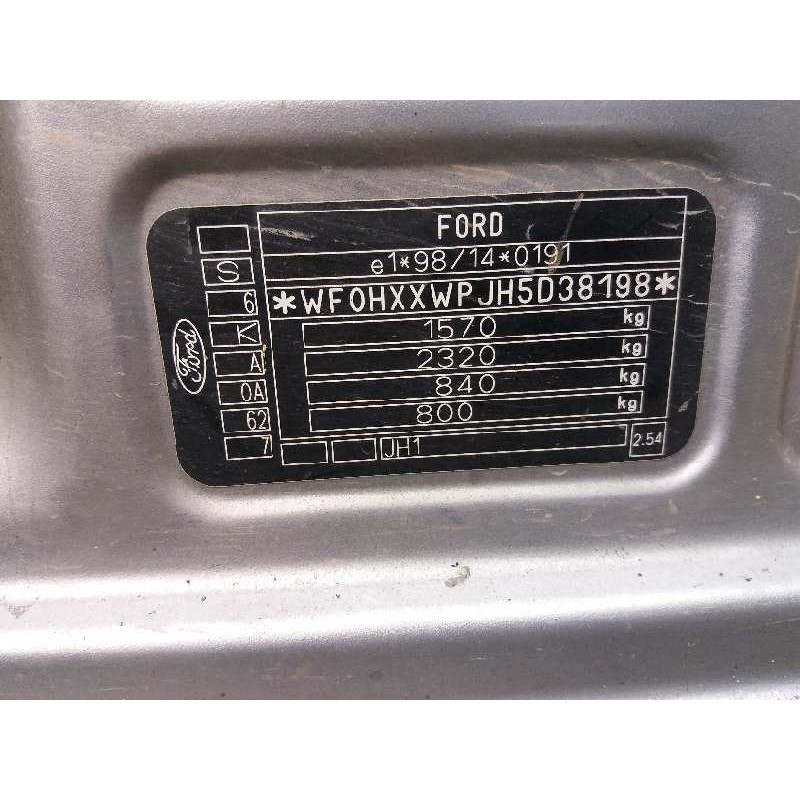 FORD
e1*98/14*0191
*WF0HXXWPJH5D38198*
1570 kg
2320 kg
840 kg
800 kg
JH1 2.54
S
6
K
A
0A
62
7
Ford